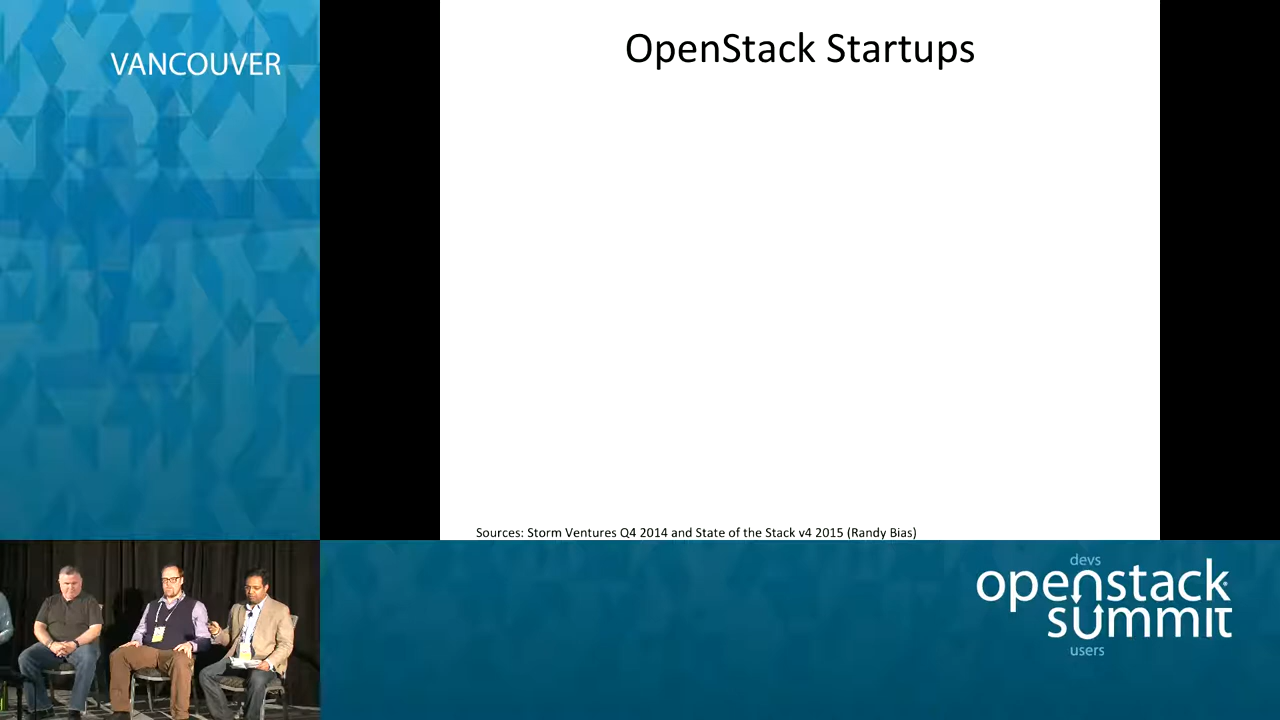 VANCOUVER
OpenStack Startups
Sources: Storm Ventures Q4 2014 and State of the Stack v4 2015 (Randy Bias)
devs
openstack
summit
users